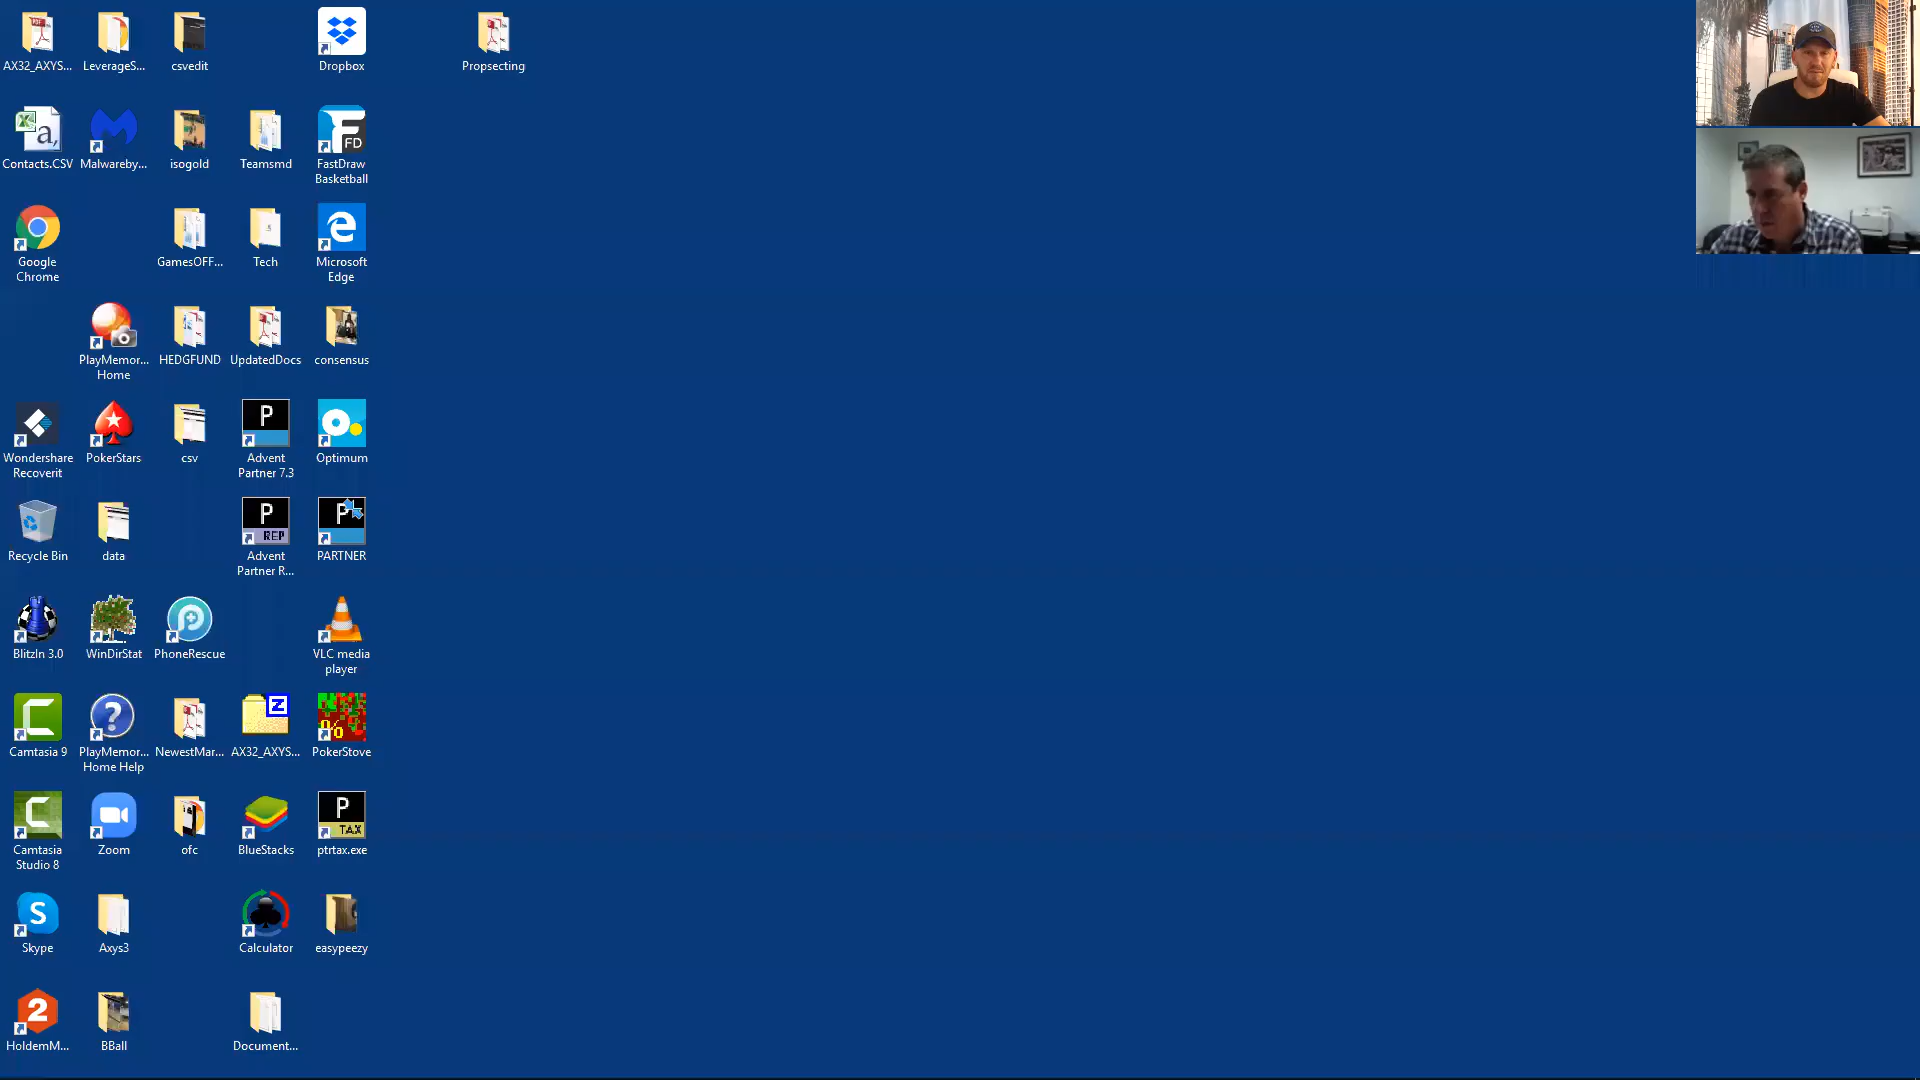 AX32_AXYS...
LeverageS...
csvedit
Dropbox
Propsecting
Contacts.CSV
Malwareby...
isogold
Teamsmd
FastDraw
Basketball
Google
Chrome
GamesOFF...
Tech
Microsoft
Edge
PlayMemor...
Home
HEDGFUND
UpdatedDocs
consensus
Wondershare
Recoverit
PokerStars
csv
Advent
Partner 7.3
Optimum
Recycle Bin
data
Advent
Partner R...
PARTNER
BlitzIn 3.0
WinDirStat
PhoneRescue
VLC media
player
Camtasia 9
PlayMemor...
Home Help
NewestMar...
AX32_AXYS...
PokerStove
Camtasia
Studio 8
Zoom
ofc
BlueStacks
ptrtax.exe
Skype
Axys3
Calculator
easypeezy
HoldemM...
BBall
Document...